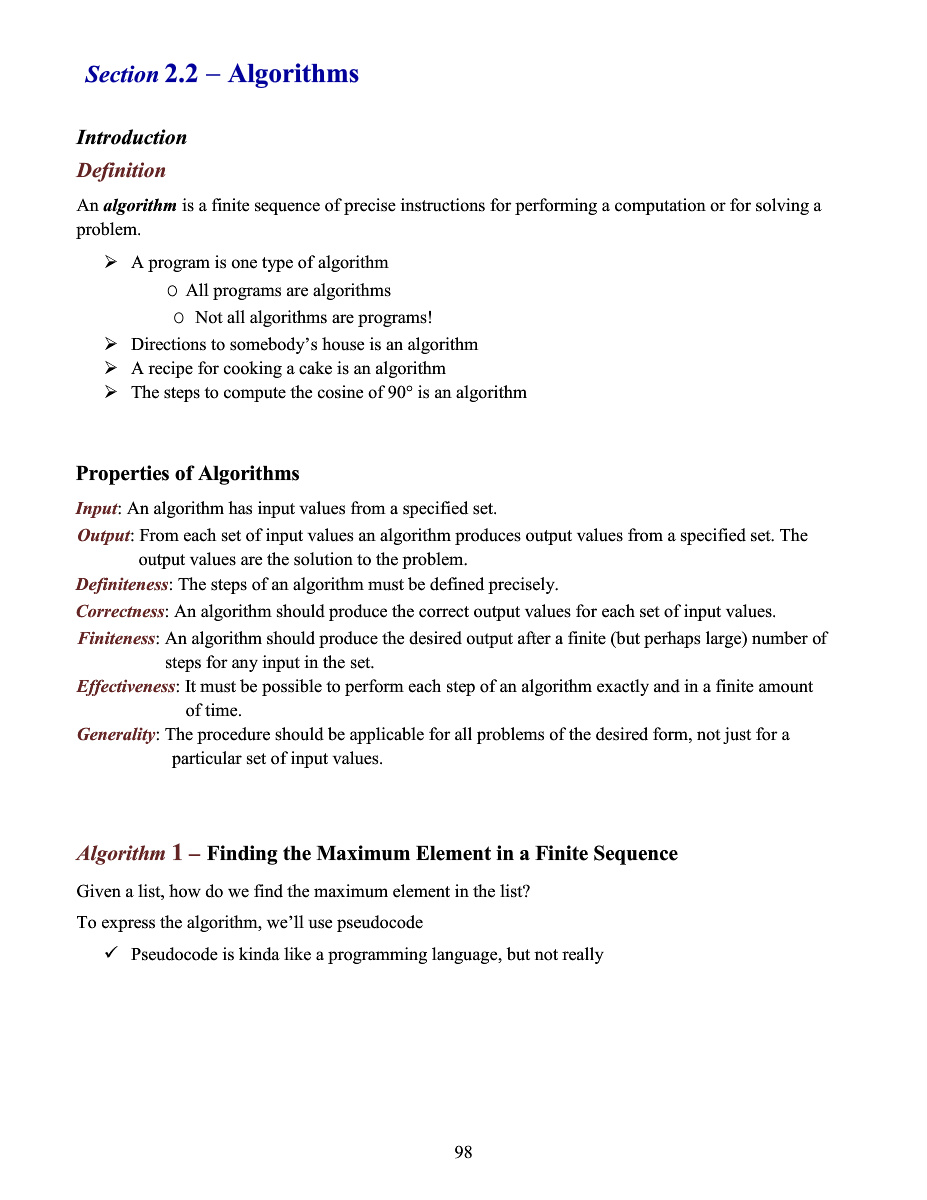 Section 2.2 – Algorithms
Introduction
Definition
An algorithm is a finite sequence of precise instructions for performing a computation or for solving a
problem.
➢ A program is one type of algorithm
o All programs are algorithms
o Not all algorithms are programs!
➢ Directions to somebody’s house is an algorithm
➢ A recipe for cooking a cake is an algorithm
➢ The steps to compute the cosine of 90° is an algorithm
Properties of Algorithms
Input: An algorithm has input values from a specified set.
Output: From each set of input values an algorithm produces output values from a specified set. The
output values are the solution to the problem.
Definiteness: The steps of an algorithm must be defined precisely.
Correctness: An algorithm should produce the correct output values for each set of input values.
Finiteness: An algorithm should produce the desired output after a finite (but perhaps large) number of
steps for any input in the set.
Effectiveness: It must be possible to perform each step of an algorithm exactly and in a finite amount
of time.
Generality: The procedure should be applicable for all problems of the desired form, not just for a
particular set of input values.
Algorithm 1 – Finding the Maximum Element in a Finite Sequence
Given a list, how do we find the maximum element in the list?
To express the algorithm, we’ll use pseudocode
✓ Pseudocode is kinda like a programming language, but not really
98